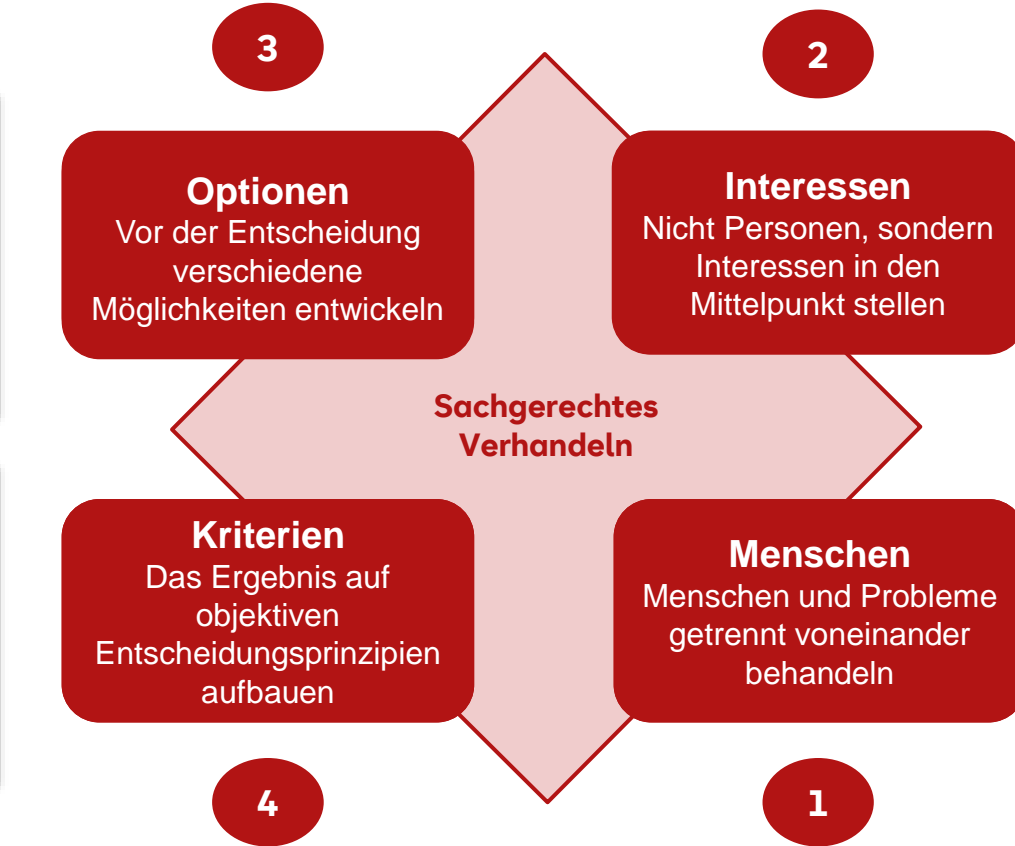 3
2
Optionen
Vor der Entscheidung
verschiedene
Möglichkeiten entwickeln
Interessen
Nicht Personen, sondern
Interessen in den
Mittelpunkt stellen
Sachgerechtes
Verhandeln
Kriterien
Das Ergebnis auf
objektiven
Entscheidungsprinzipien
aufbauen
Menschen
Menschen und Probleme
getrennt voneinander
behandeln
4
1